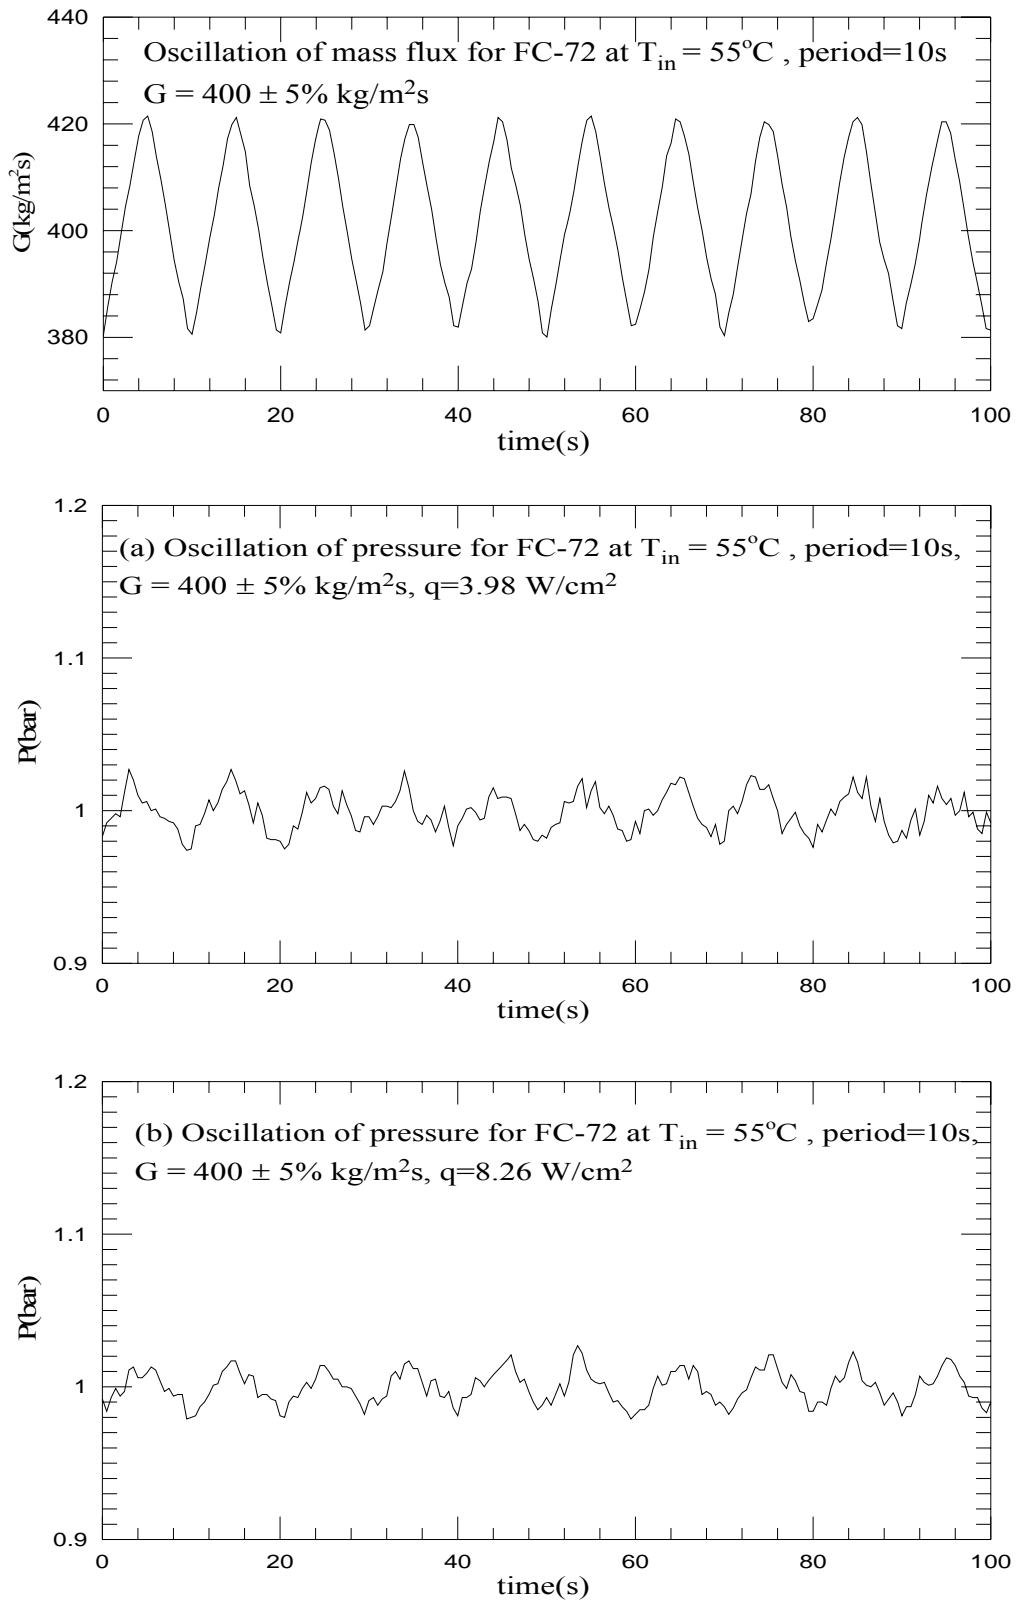 440
Oscillation of mass flux for FC-72 at Tin = 55°C , period=10s
G = 400 ± 5% kg/m²s
420
G(kg/m²s)
400
380
0 20 40 60 80 100
time(s)
1.2
(a) Oscillation of pressure for FC-72 at Tin = 55°C , period=10s,
G = 400 ± 5% kg/m²s, q=3.98 W/cm²
1.1
P(bar)
1
0.9
0 20 40 60 80 100
time(s)
1.2
(b) Oscillation of pressure for FC-72 at Tin = 55°C , period=10s,
G = 400 ± 5% kg/m²s, q=8.26 W/cm²
1.1
P(bar)
1
0.9
0 20 40 60 80 100
time(s)